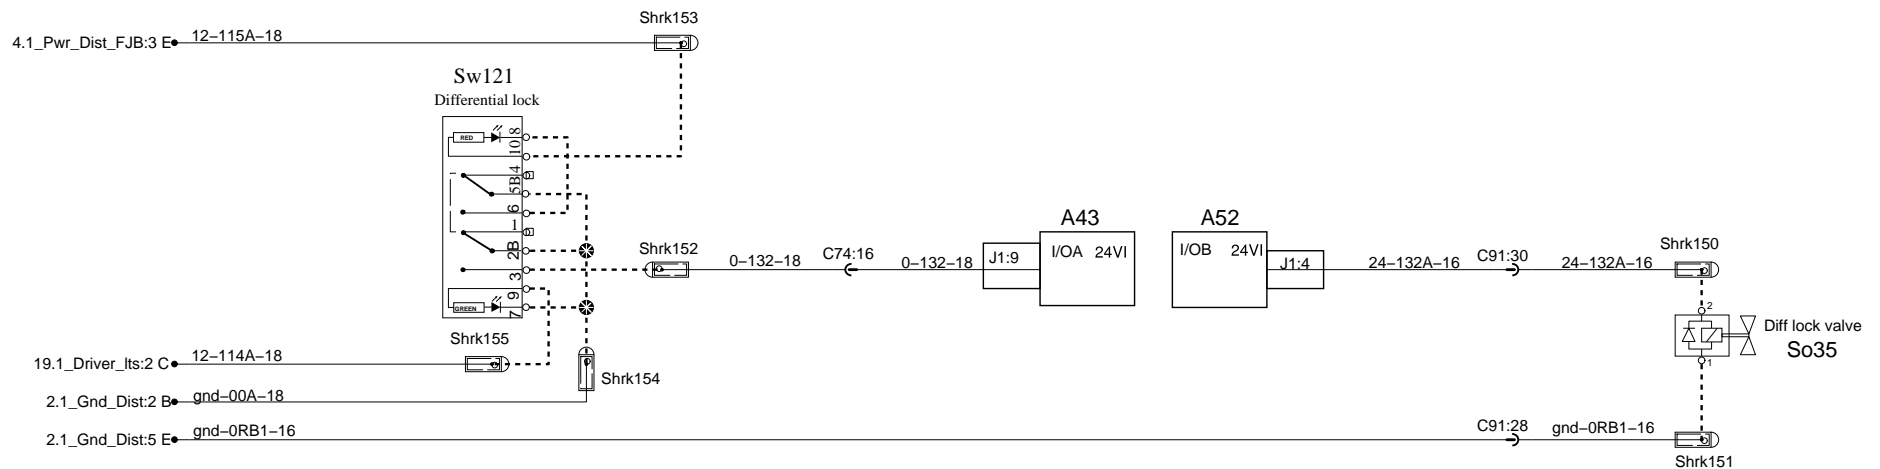 Shrk153
4.1_Pwr_Dist_FJB:3 E
12-115A-18
Sw121
Differential lock
RED
8
10
4
5B
6
1
2B
3
9
7
GREEN
Shrk152
0-132-18
C74:16
0-132-18
J1:9
A43
I/OA 24VI
A52
I/OB 24VI
J1:4
24-132A-16
C91:30
24-132A-16
Shrk150
2
Diff lock valve
So35
1
Shrk155
19.1_Driver_lts:2 C
12-114A-18
Shrk154
2.1_Gnd_Dist:2 B
gnd-00A-18
2.1_Gnd_Dist:5 E
gnd-0RB1-16
C91:28
gnd-0RB1-16
Shrk151